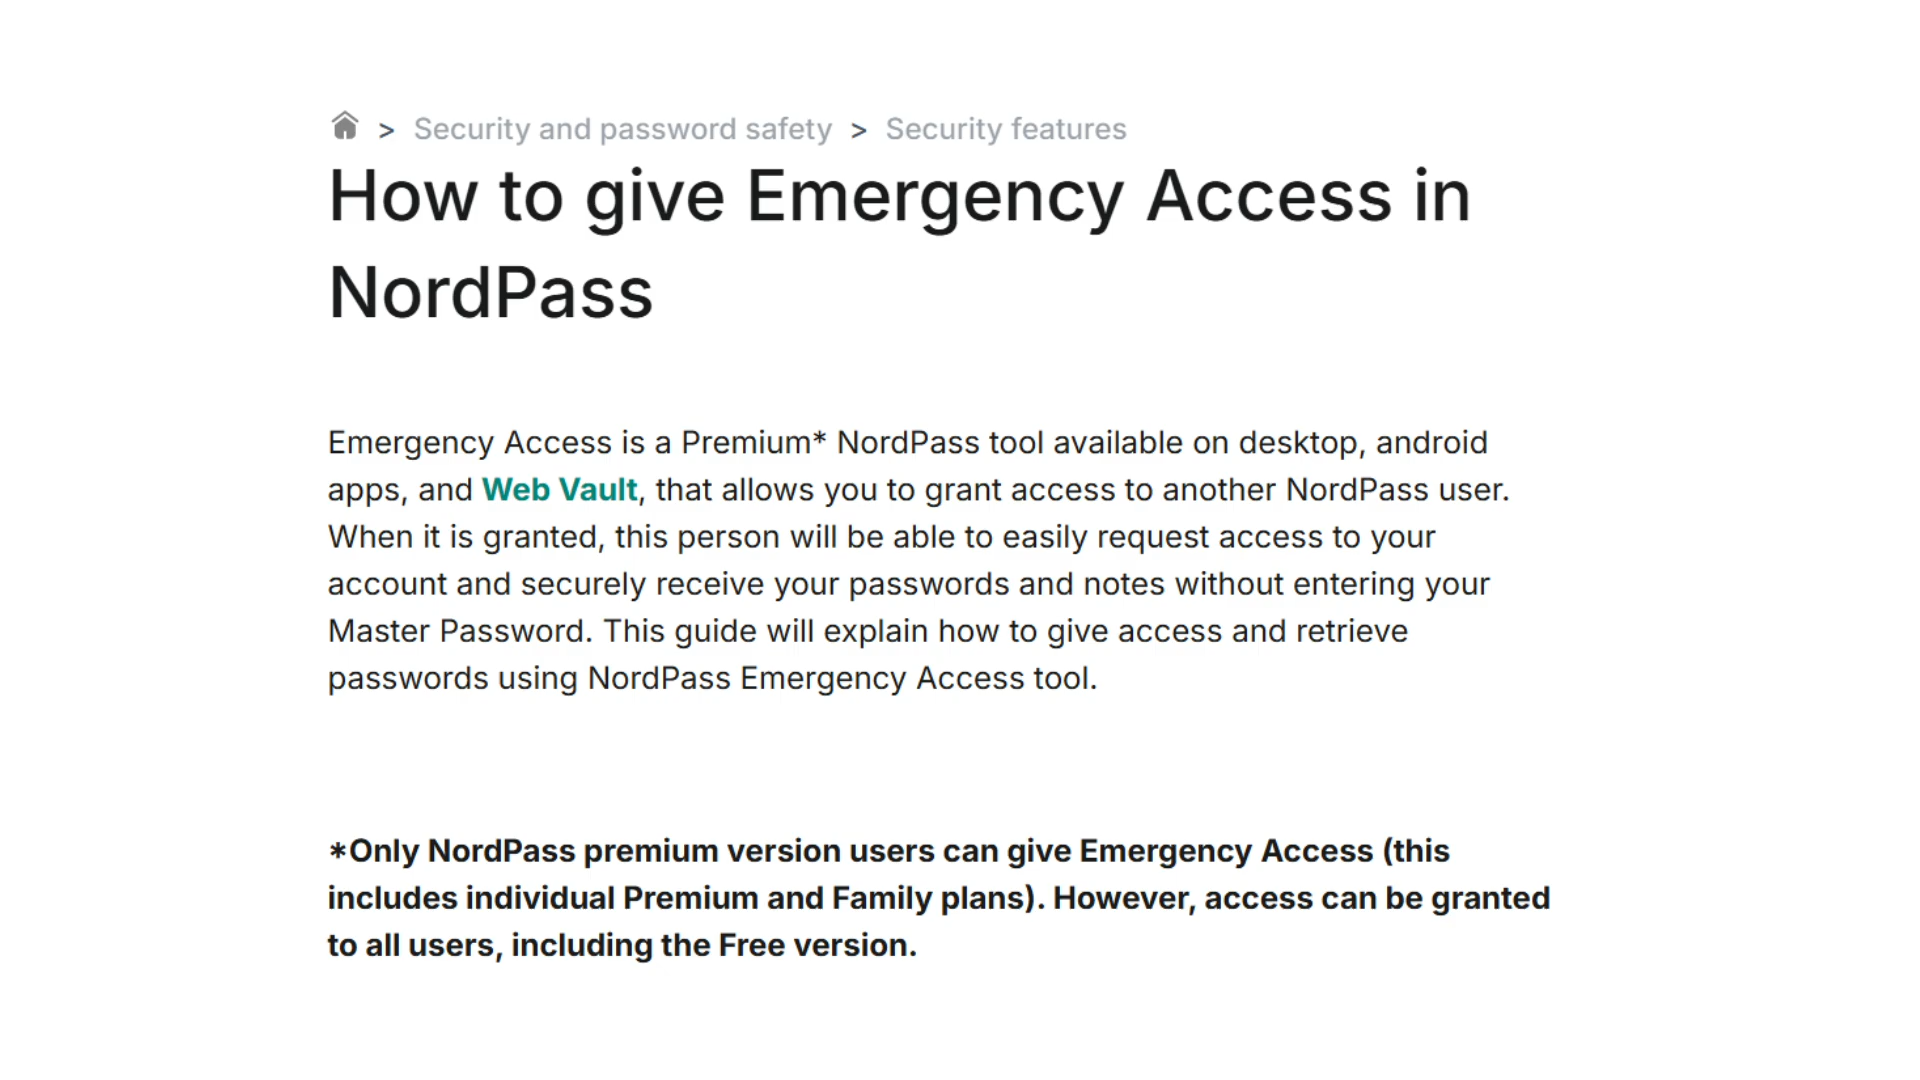 > Security and password safety > Security features
How to give Emergency Access in
NordPass
Emergency Access is a Premium* NordPass tool available on desktop, android
apps, and Web Vault, that allows you to grant access to another NordPass user.
When it is granted, this person will be able to easily request access to your
account and securely receive your passwords and notes without entering your
Master Password. This guide will explain how to give access and retrieve
passwords using NordPass Emergency Access tool.
*Only NordPass premium version users can give Emergency Access (this
includes individual Premium and Family plans). However, access can be granted
to all users, including the Free version.